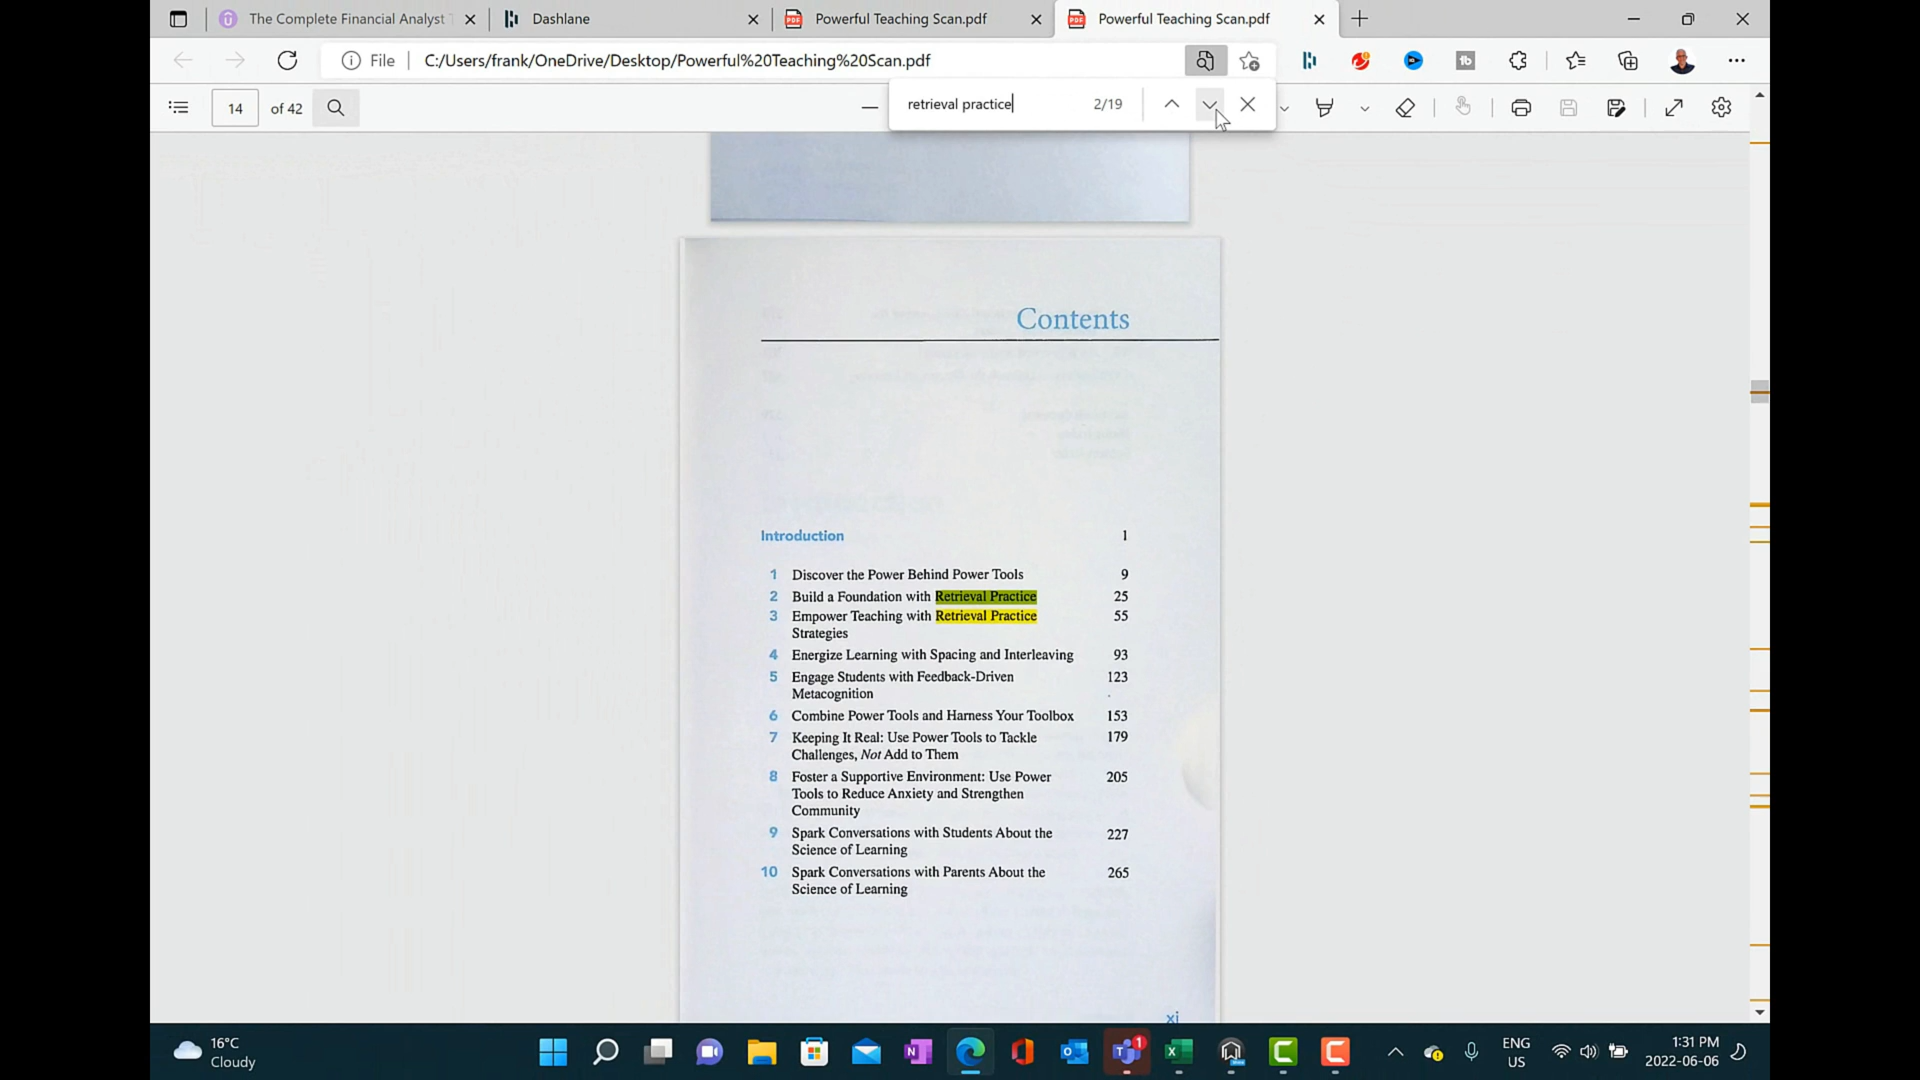 The Complete Financial Analyst T
Dashlane
PDF
Powerful Teaching Scan.pdf
PDF
Powerful Teaching Scan.pdf
File
C:/Users/frank/OneDrive/Desktop/Powerful%20Teaching%20Scan.pdf
tb
14
of 42
retrieval practice
2/19
Contents
Introduction 1
1 Discover the Power Behind Power Tools 9
2 Build a Foundation with Retrieval Practice 25
3 Empower Teaching with Retrieval Practice 55
Strategies
4 Energize Learning with Spacing and Interleaving 93
5 Engage Students with Feedback-Driven 123
Metacognition
6 Combine Power Tools and Harness Your Toolbox 153
7 Keeping It Real: Use Power Tools to Tackle 179
Challenges, Not Add to Them
8 Foster a Supportive Environment: Use Power 205
Tools to Reduce Anxiety and Strengthen
Community
9 Spark Conversations with Students About the 227
Science of Learning
10 Spark Conversations with Parents About the 265
Science of Learning
xi
16°C
Cloudy
1
ENG
US
1:31 PM
2022-06-06